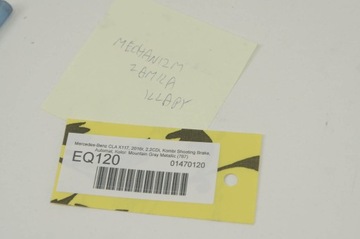 MECHANIZM
ZAMKA
KLAPY
Mercedes-Benz CLA X117, 2016r, 2.2CDI, Kombi Shooting Brake,
Automat, Kolor: Mountain Gray Metallic (787)
EQ120
01470120